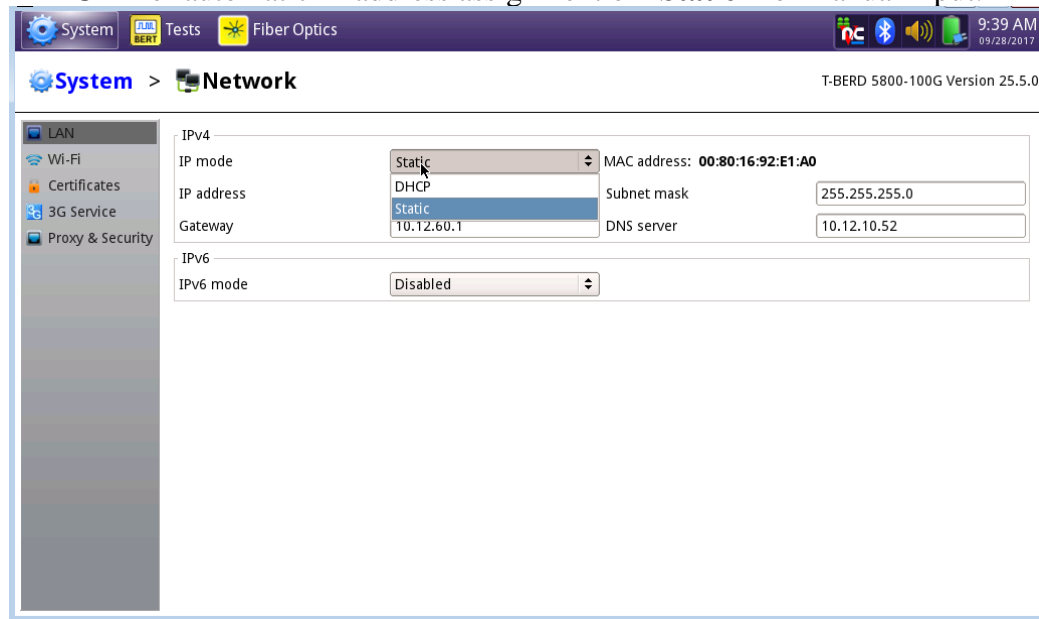 System BERT Tests Fiber Optics 9:39 AM
09/28/2017
System > Network T-BERD 5800-100G Version 25.5.0
LAN
Wi-Fi
Certificates
3G Service
Proxy & Security
IPv4
IP mode Static MAC address: 00:80:16:92:E1:A0
DHCP
IP address Subnet mask 255.255.255.0
Static
Gateway 10.12.60.1 DNS server 10.12.10.52
IPv6
IPv6 mode Disabled